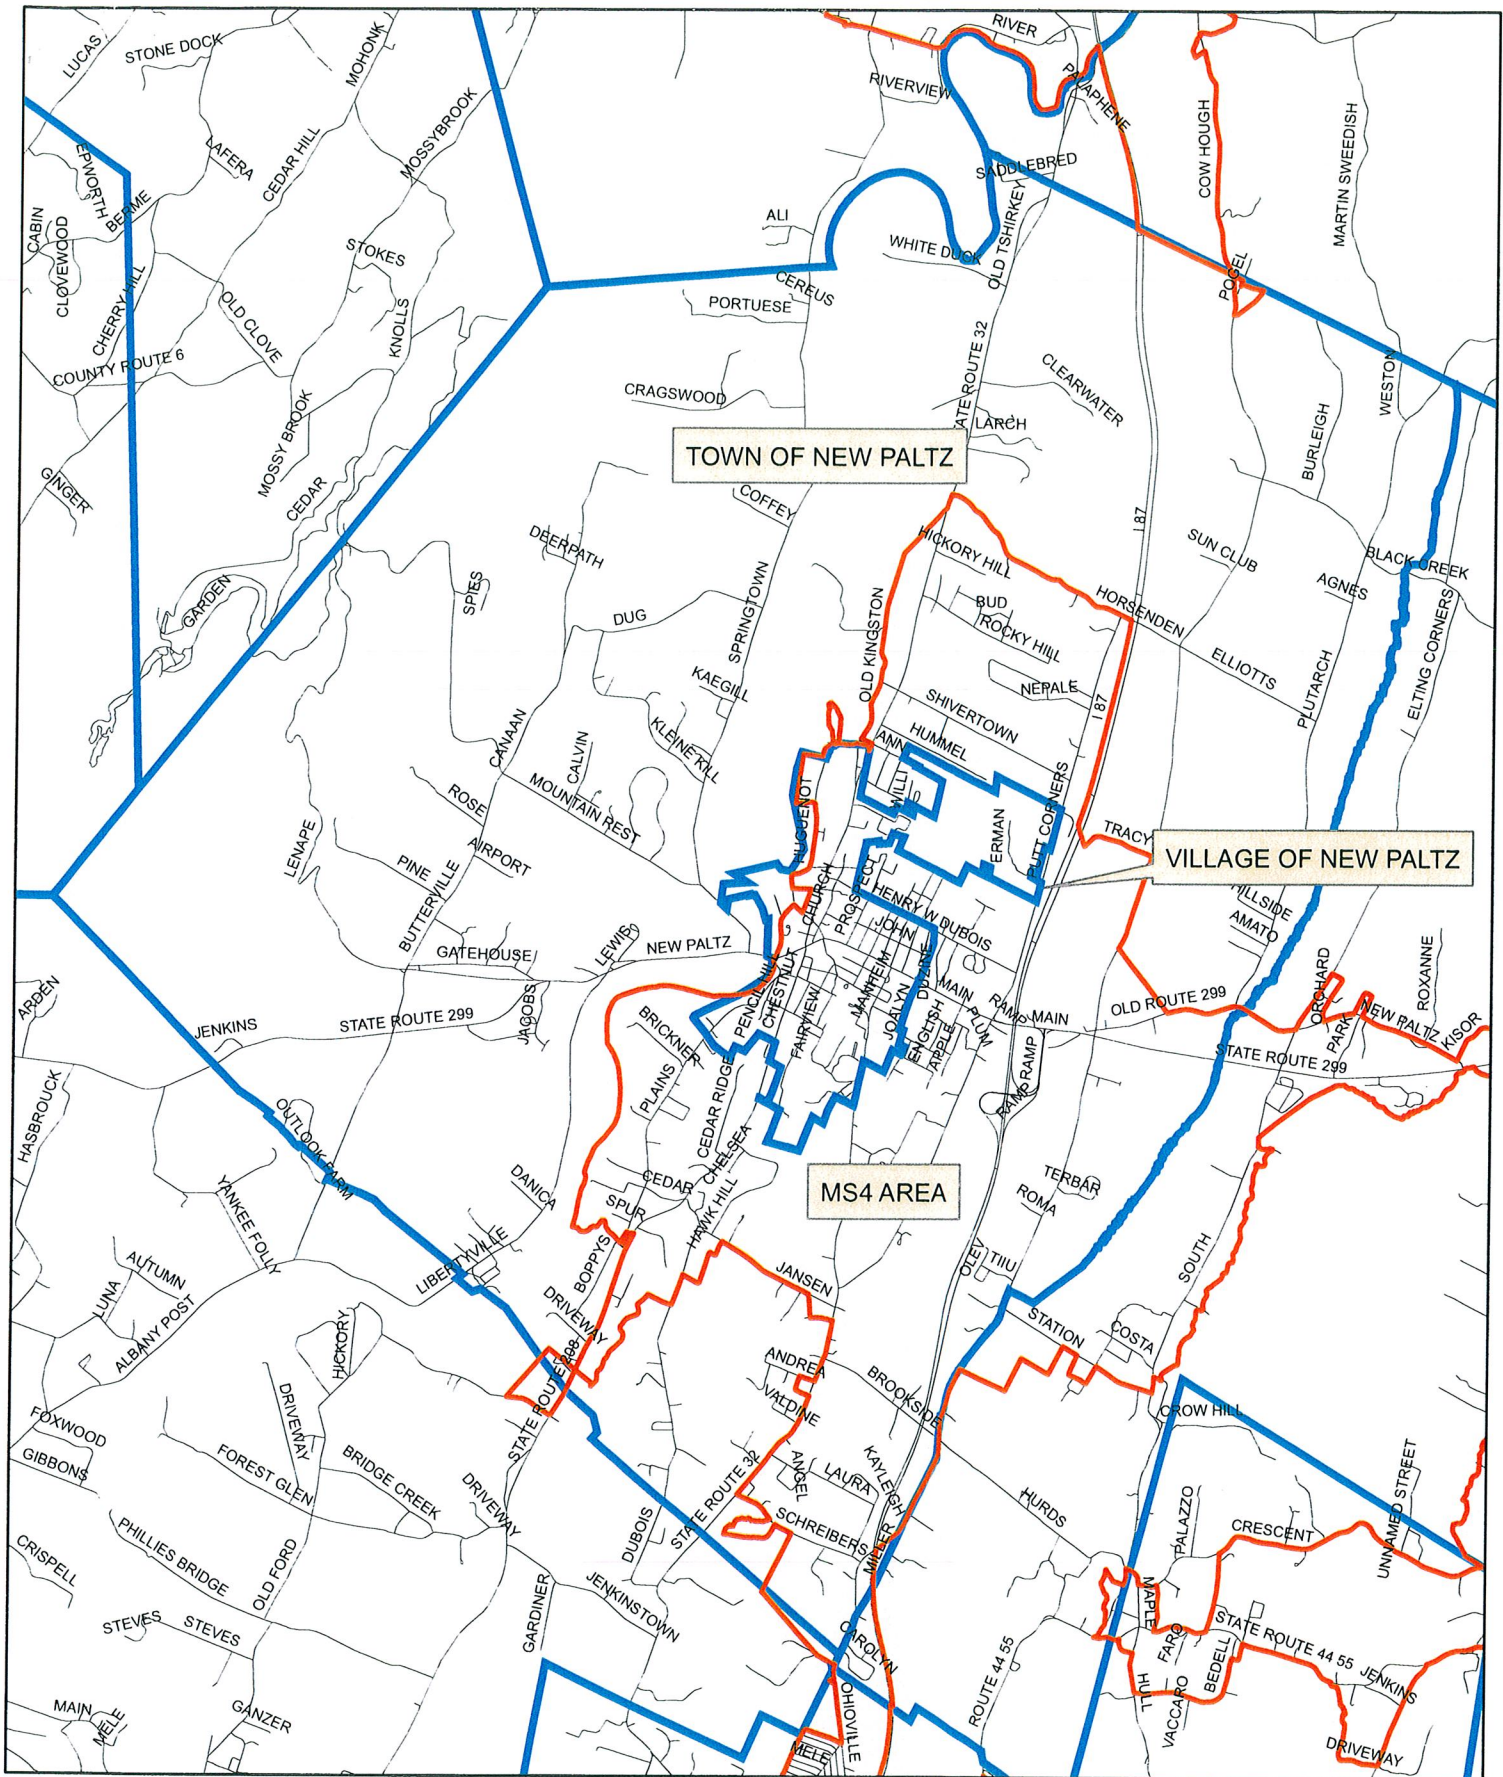 LUCAS
STONE DOCK
MOHONK
RIVER
RIVERVIEW
MOSSYBROOK
COW HOUGH
MARTIN SWEEDISH
EPWORTH
LAFERA
CEDAR HILL
SADDLEBRED
BERME
CABIN
CLOVEWOOD
ALI
WHITE DUCK
OLD TSHIRKEY
STOKES
CHERRY HILL
CEREUS
PORTUESE
POGEL
OLD CLOVE
KNOLLS
COUNTY ROUTE 6
CLEARWATER
WESTON
CRAGSWOOD
ATE ROUTE 32
LARCH
MOSSY BROOK
BURLEIGH
TOWN OF NEW PALTZ
GINGER
CEDAR
COFFEY
I 87
DEERPATH
HICKORY HILL
SUN CLUB
BLACK CREEK
AGNES
GARDEN
SPIES
DUG
SPRINGTOWN
OLD KINGSTON
BUD
ROCKY HILL
HORSENDEN
ELLIOTTS
ELTING CORNERS
PLUTARCH
KAEGILL
NEPALE
SHIVERTOWN
I 87
CANAAN
CALVIN
KLEINE KILL
ANN
HUMMEL
WILLI
MOUNTAIN REST
ROSE
HUGUENOT
ERMAN
PUTT CORNERS
TRACY
LENAPE
AIRPORT
PINE
VILLAGE OF NEW PALTZ
BUTTERVILLE
CHURCH
PROSPECT
HENRY W DUBOIS
HILLSIDE
AMATO
JOHN
GATEHOUSE
LEWIS
NEW PALTZ
ORCHARD
ROXANNE
ARDEN
JENKINS
STATE ROUTE 299
JACOBS
BRICKNER
PENCIL HILL
CHESTNUT
FAIRVIEW
MANHEIM
JOALYN
DUZINE
MAIN
ENGLISH
APPLE
PLUM
RAMP
MAIN
OLD ROUTE 299
PARK
NEW PALTZ
KISOR
STATE ROUTE 299
RAMP
RAMP
HASBROUCK
OUTLOOK FARM
PLAINS
CEDAR RIDGE
CHELSEA
CEDAR
SPUR
HAWK HILL
MS4 AREA
TERBAR
ROMA
YANKEE FOLLY
DANICA
LIBERTYVILLE
BOPPYS
JANSEN
OLEV
TIIU
SOUTH
AUTUMN
LUNA
ALBANY POST
HICKORY
DRIVEWAY
STATION
COSTA
ANDREA
VALDINE
BROOKSIDE
CROW HILL
FOXWOOD
GIBBONS
DRIVEWAY
STATE ROUTE 208
FOREST GLEN
BRIDGE CREEK
DRIVEWAY
STATE ROUTE 32
ANGEL
LAURA
KAYLEIGH
HURDS
UNNAMED STREET
PALAZZO
CRESCENT
SCHREIBERS
MILLER
DUBOIS
CRISPELL
PHILLIES BRIDGE
OLD FORD
GARDINER
JENKINSTOWN
STEVES
STEVES
CAROLYN
MAPLE
FARO
BEDELL
STATE ROUTE 44 55
JENKINS
ROUTE 44 55
HULL
VACCARO
MAIN
MELE
GANZER
OHIOVILLE
MELE
DRIVEWAY